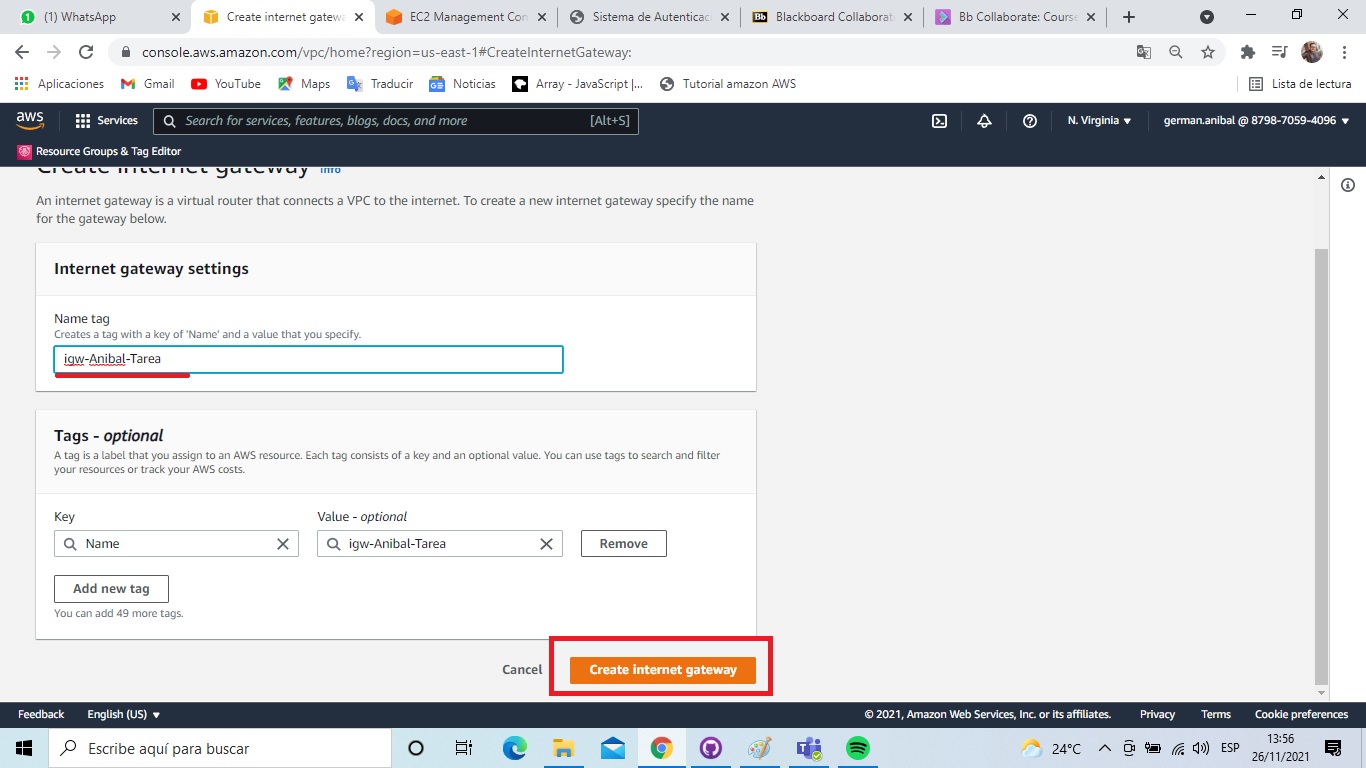 (1) WhatsApp
Create internet gatewa
EC2 Management Con
Sistema de Autenticac
Bb Blackboard Collaborat
Bb Collaborate: Course
console.aws.amazon.com/vpc/home?region=us-east-1#CreateInternetGateway:
Aplicaciones Gmail YouTube Maps Traducir Noticias Array - JavaScript |... Tutorial amazon AWS Lista de lectura
aws Services Search for services, features, blogs, docs, and more [Alt+S] N. Virginia german.anibal @ 8798-7059-4096
Resource Groups & Tag Editor
Create internet gateway Info
An internet gateway is a virtual router that connects a VPC to the internet. To create a new internet gateway specify the name
for the gateway below.
Internet gateway settings
Name tag
Creates a tag with a key of 'Name' and a value that you specify.
igw-Anibal-Tarea
Tags - optional
A tag is a label that you assign to an AWS resource. Each tag consists of a key and an optional value. You can use tags to search and filter
your resources or track your AWS costs.
Key Value - optional
Name igw-Anibal-Tarea Remove
Add new tag
You can add 49 more tags.
Cancel Create internet gateway
Feedback English (US) © 2021, Amazon Web Services, Inc. or its affiliates. Privacy Terms Cookie preferences
Escribe aquí para buscar 24°C ESP 13:56
26/11/2021